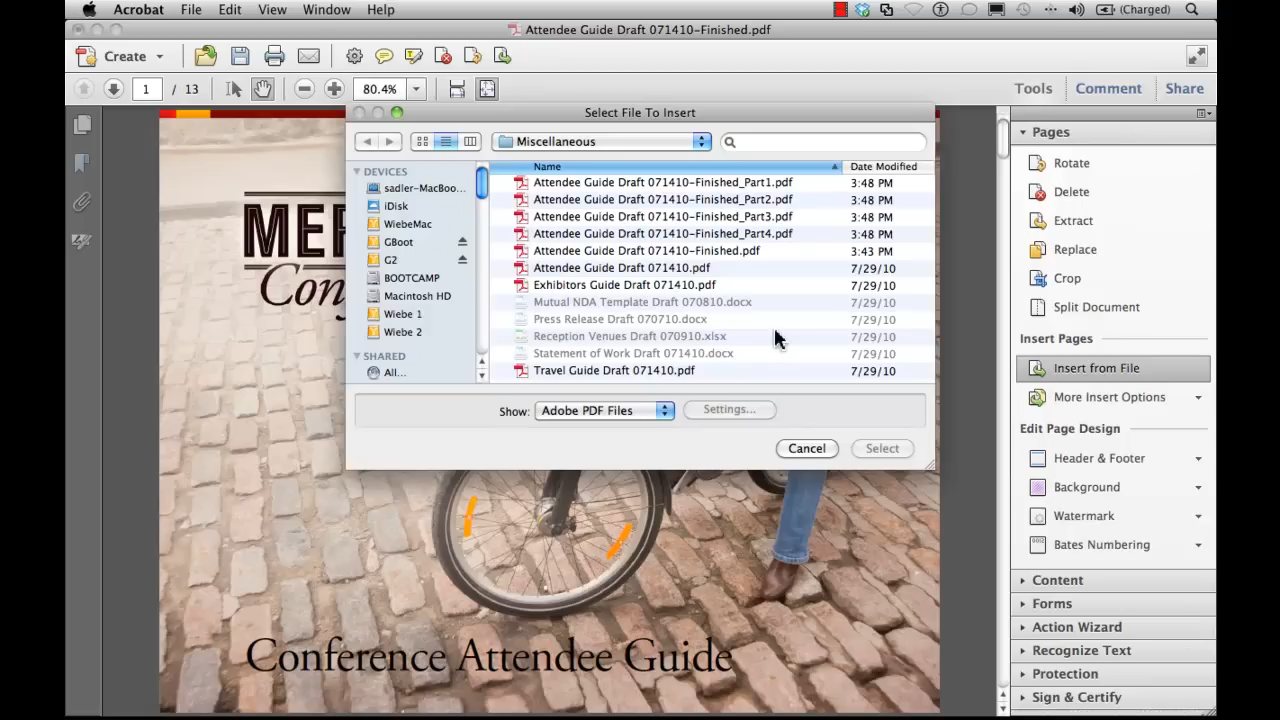 Acrobat File Edit View Window Help (Charged)
Attendee Guide Draft 071410-Finished.pdf
Create
1 / 13 80.4% Tools Comment Share
Select File To Insert
Miscellaneous
DEVICES
sadler-MacBoo...
iDisk
WiebeMac
GBoot
G2
BOOTCAMP
Macintosh HD
Wiebe 1
Wiebe 2
SHARED
All...
Name Date Modified
Attendee Guide Draft 071410-Finished_Part1.pdf 3:48 PM
Attendee Guide Draft 071410-Finished_Part2.pdf 3:48 PM
Attendee Guide Draft 071410-Finished_Part3.pdf 3:48 PM
Attendee Guide Draft 071410-Finished_Part4.pdf 3:48 PM
Attendee Guide Draft 071410-Finished.pdf 3:43 PM
Attendee Guide Draft 071410.pdf 7/29/10
Exhibitors Guide Draft 071410.pdf 7/29/10
Mutual NDA Template Draft 070810.docx 7/29/10
Press Release Draft 070710.docx 7/29/10
Reception Venues Draft 070910.xlsx 7/29/10
Statement of Work Draft 071410.docx 7/29/10
Travel Guide Draft 071410.pdf 7/29/10
Show: Adobe PDF Files Settings...
Cancel Select
MER
Con
Conference Attendee Guide
Pages
Rotate
Delete
Extract
Replace
Crop
Split Document
Insert Pages
Insert from File
More Insert Options
Edit Page Design
Header & Footer
Background
Watermark
Bates Numbering
Content
Forms
Action Wizard
Recognize Text
Protection
Sign & Certify